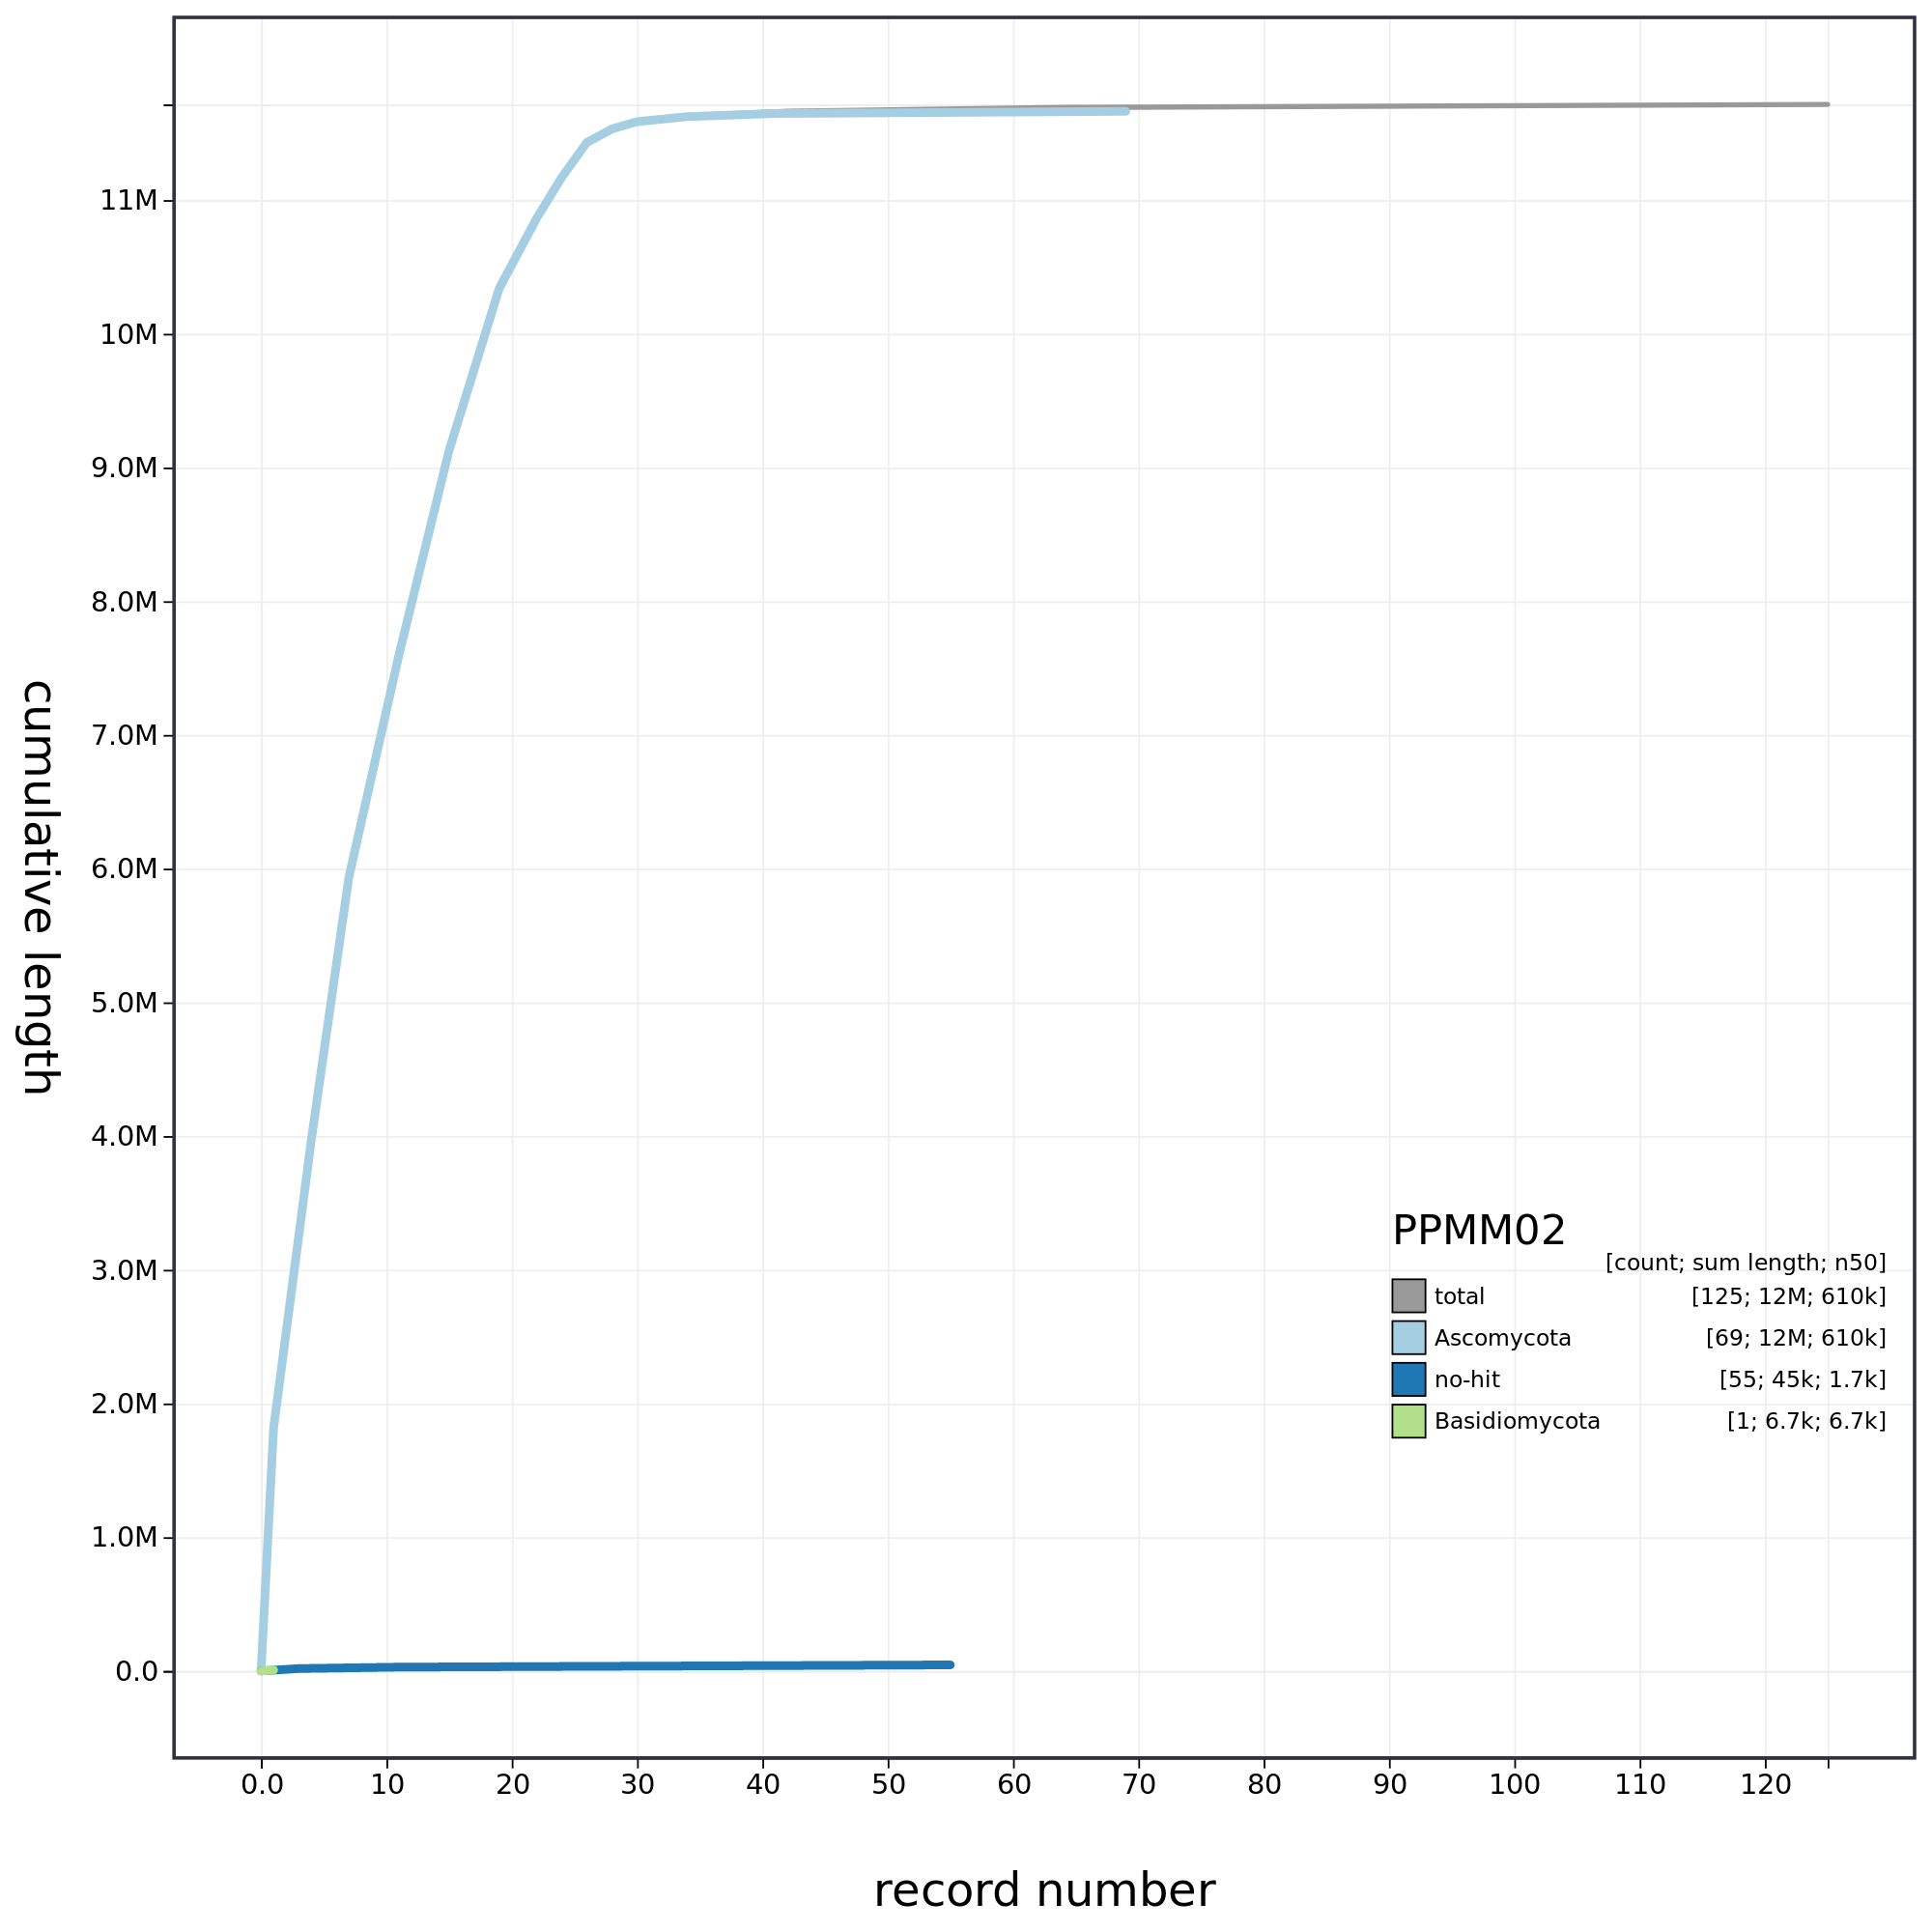 11M
10M
9.0M
8.0M
7.0M
6.0M
5.0M
4.0M
3.0M
2.0M
1.0M
0.0
cumulative length
PPMM02
[count; sum length; n50]
total [125; 12M; 610k]
Ascomycota [69; 12M; 610k]
no-hit [55; 45k; 1.7k]
Basidiomycota [1; 6.7k; 6.7k]
0.0 10 20 30 40 50 60 70 80 90 100 110 120
record number